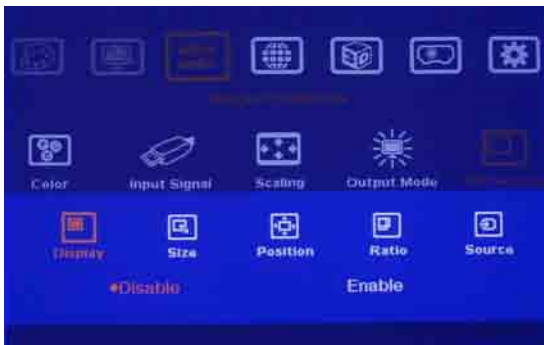 Color Input Signal Scaling Output Mode
Display Size Position Ratio Source
Disable Enable